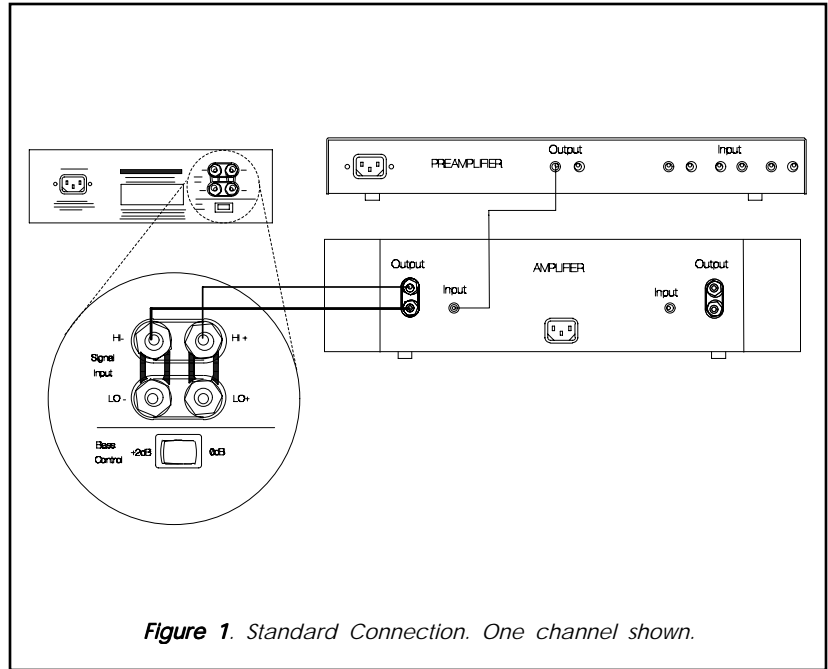 PREAMPLIFIER
Output
Input
Output
Input
AMPLIFIER
Input
Output
HI-
HI +
Signal
Input
LO -
LO+
Bass
Control
+2dB
0dB
Figure 1. Standard Connection. One channel shown.